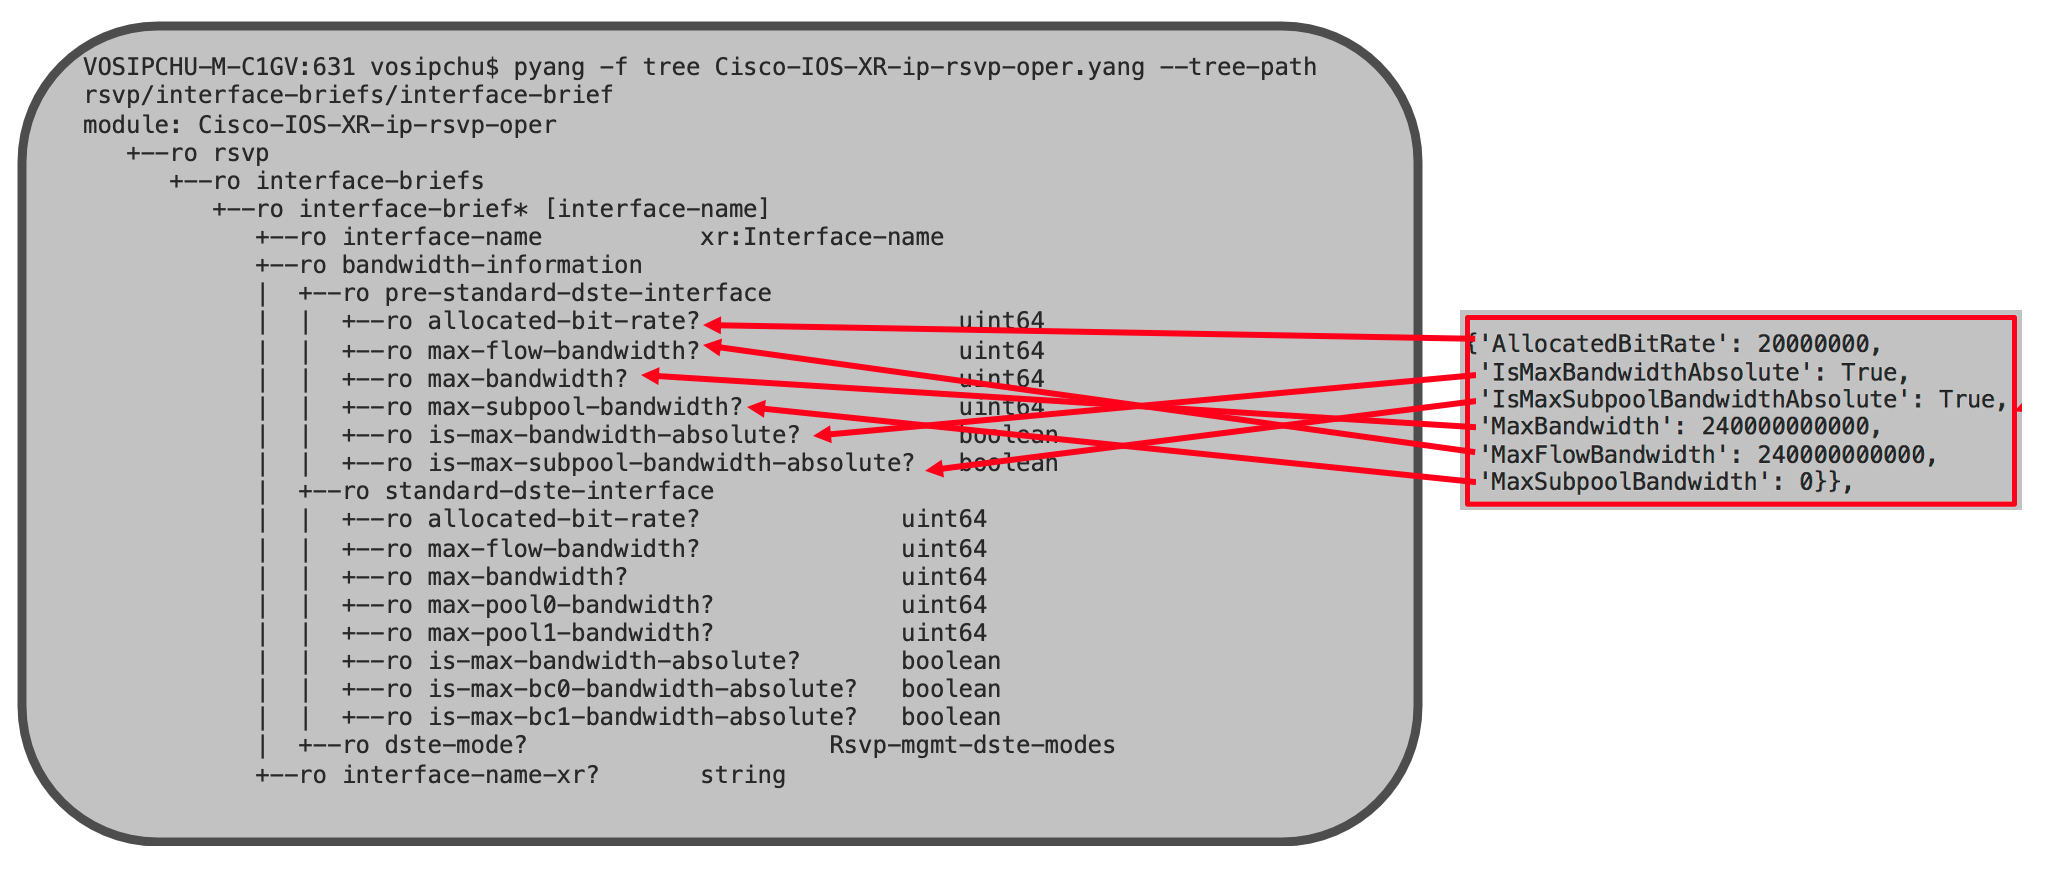 VOSIPCHU-M-C1GV:631 vosipchu$ pyang -f tree Cisco-IOS-XR-ip-rsvp-oper.yang --tree-path
rsvp/interface-briefs/interface-brief
module: Cisco-IOS-XR-ip-rsvp-oper
   +--ro rsvp
      +--ro interface-briefs
         +--ro interface-brief* [interface-name]
            +--ro interface-name           xr:Interface-name
            +--ro bandwidth-information
            |  +--ro pre-standard-dste-interface
            |  |  +--ro allocated-bit-rate?                  uint64
            |  |  +--ro max-flow-bandwidth?                  uint64
            |  |  +--ro max-bandwidth?                       uint64
            |  |  +--ro max-subpool-bandwidth?               uint64
            |  |  +--ro is-max-bandwidth-absolute?           boolean
            |  |  +--ro is-max-subpool-bandwidth-absolute?   boolean
            |  +--ro standard-dste-interface
            |  |  +--ro allocated-bit-rate?              uint64
            |  |  +--ro max-flow-bandwidth?              uint64
            |  |  +--ro max-bandwidth?                   uint64
            |  |  +--ro max-pool0-bandwidth?             uint64
            |  |  +--ro max-pool1-bandwidth?             uint64
            |  |  +--ro is-max-bandwidth-absolute?       boolean
            |  |  +--ro is-max-bc0-bandwidth-absolute?   boolean
            |  |  +--ro is-max-bc1-bandwidth-absolute?   boolean
            |  +--ro dste-mode?                     Rsvp-mgmt-dste-modes
            +--ro interface-name-xr?       string
{'AllocatedBitRate': 20000000,
'IsMaxBandwidthAbsolute': True,
'IsMaxSubpoolBandwidthAbsolute': True,
'MaxBandwidth': 240000000000,
'MaxFlowBandwidth': 240000000000,
'MaxSubpoolBandwidth': 0}},